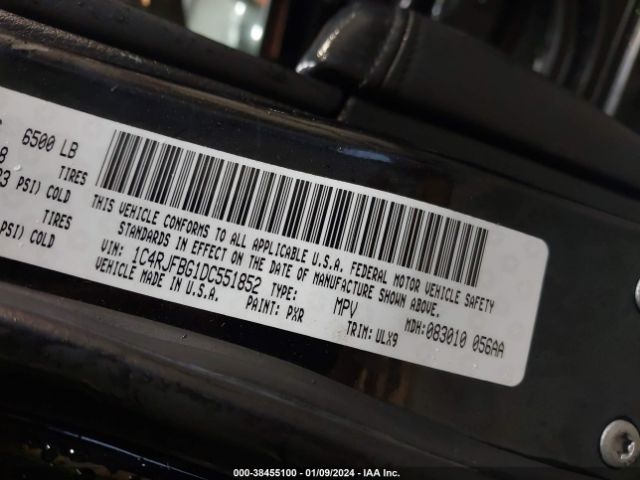 6500 LB
8 TIRES
3 PSI) COLD
TIRES
PSI) COLD
THIS VEHICLE CONFORMS TO ALL APPLICABLE U.S.A. FEDERAL MOTOR VEHICLE SAFETY
STANDARDS IN EFFECT ON THE DATE OF MANUFACTURE SHOWN ABOVE.
VIN: 1C4RJFBG1DC551852 TYPE: MPV MDH:083010 056AA
VEHICLE MADE IN U.S.A. PAINT: PXR TRIM: ULX9
000-38455100 - 01/09/2024 - IAA Inc.